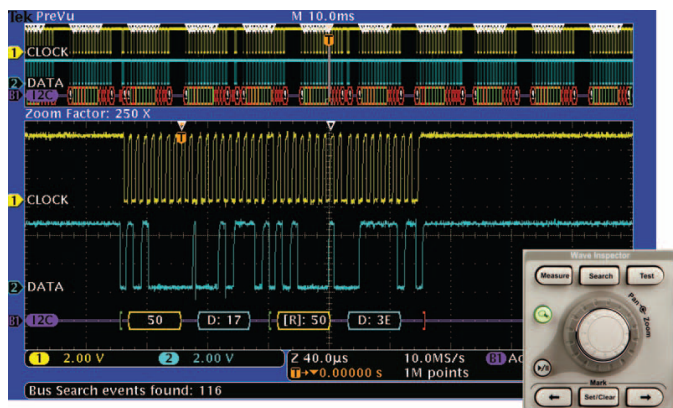 Tek PreVu M 10.0ms
1 CLOCK
2 DATA
B1 I2C
Zoom Factor: 250 X
T
1 CLOCK
2 DATA
B1 I2C [ 50 D: 17 [ [R]: 50 D: 3E ]
1 2.00 V 2 2.00 V Z 40.0µs 10.0MS/s B1
T→▼0.00000 s 1M points
Bus Search events found: 116
Wave Inspector
Measure Search Test
Pan Zoom
Mark
← Set/Clear →